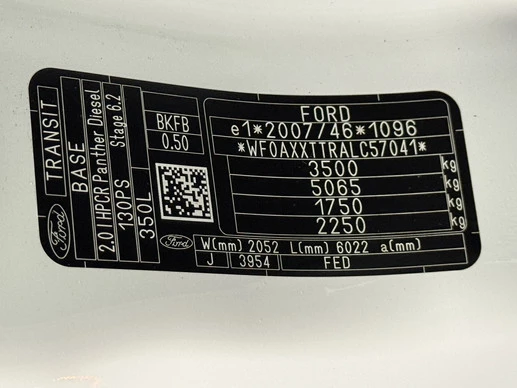 TRANSIT
BASE
2.0 l HPCR Panther Diesel
Stage 6.2
130PS
350L
Ford
BKFB
0.50
Ford
FORD
e1*2007/46*1096
*WF0AXXTTRALC57041*
3500 kg
5065 kg
1750 kg
2250 kg
W(mm) 2052 L(mm) 6022 a(mm)
J 3954 FED